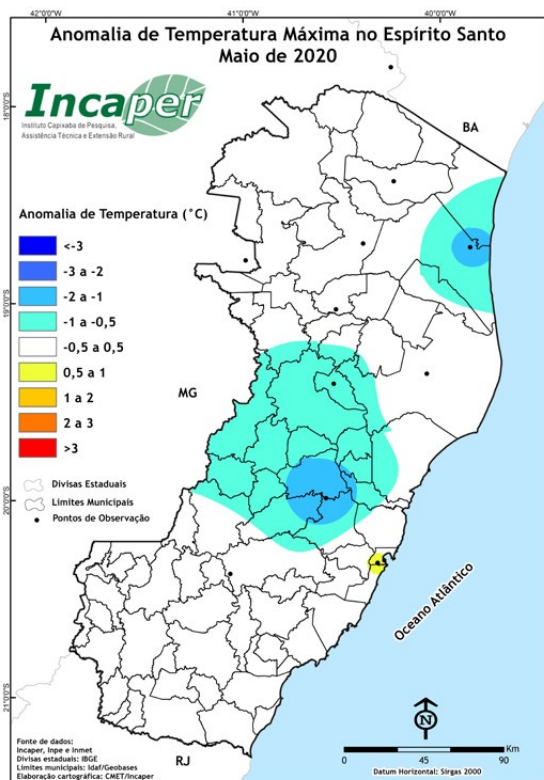 42°00'0"S
41°00'0"S
40°00'0"S
Anomalia de Temperatura Máxima no Espírito Santo
Maio de 2020
18°0'0"S
Incaper
Instituto Capixaba de Pesquisa,
Assistência Técnica e Extensão Rural
BA
Anomalia de Temperatura (°C)
<-3
-3 a -2
-2 a -1
-1 a -0,5
-0,5 a 0,5
0,5 a 1
1 a 2
2 a 3
>3
19°0'0"S
MG
Divisas Estaduais
Limites Municipais
Pontos de Observação
20°0'0"S
Oceano Atlântico
21°0'0"S
N
Km
0 45 90
Datum Horizontal: Sirgas 2000
Fonte de dados:
Incaper, Inpe e Inmet
Divisas estaduais: IBGE
Limites municipais: Idaf/Geobases
Elaboração cartográfica: CMET/Incaper
RJ